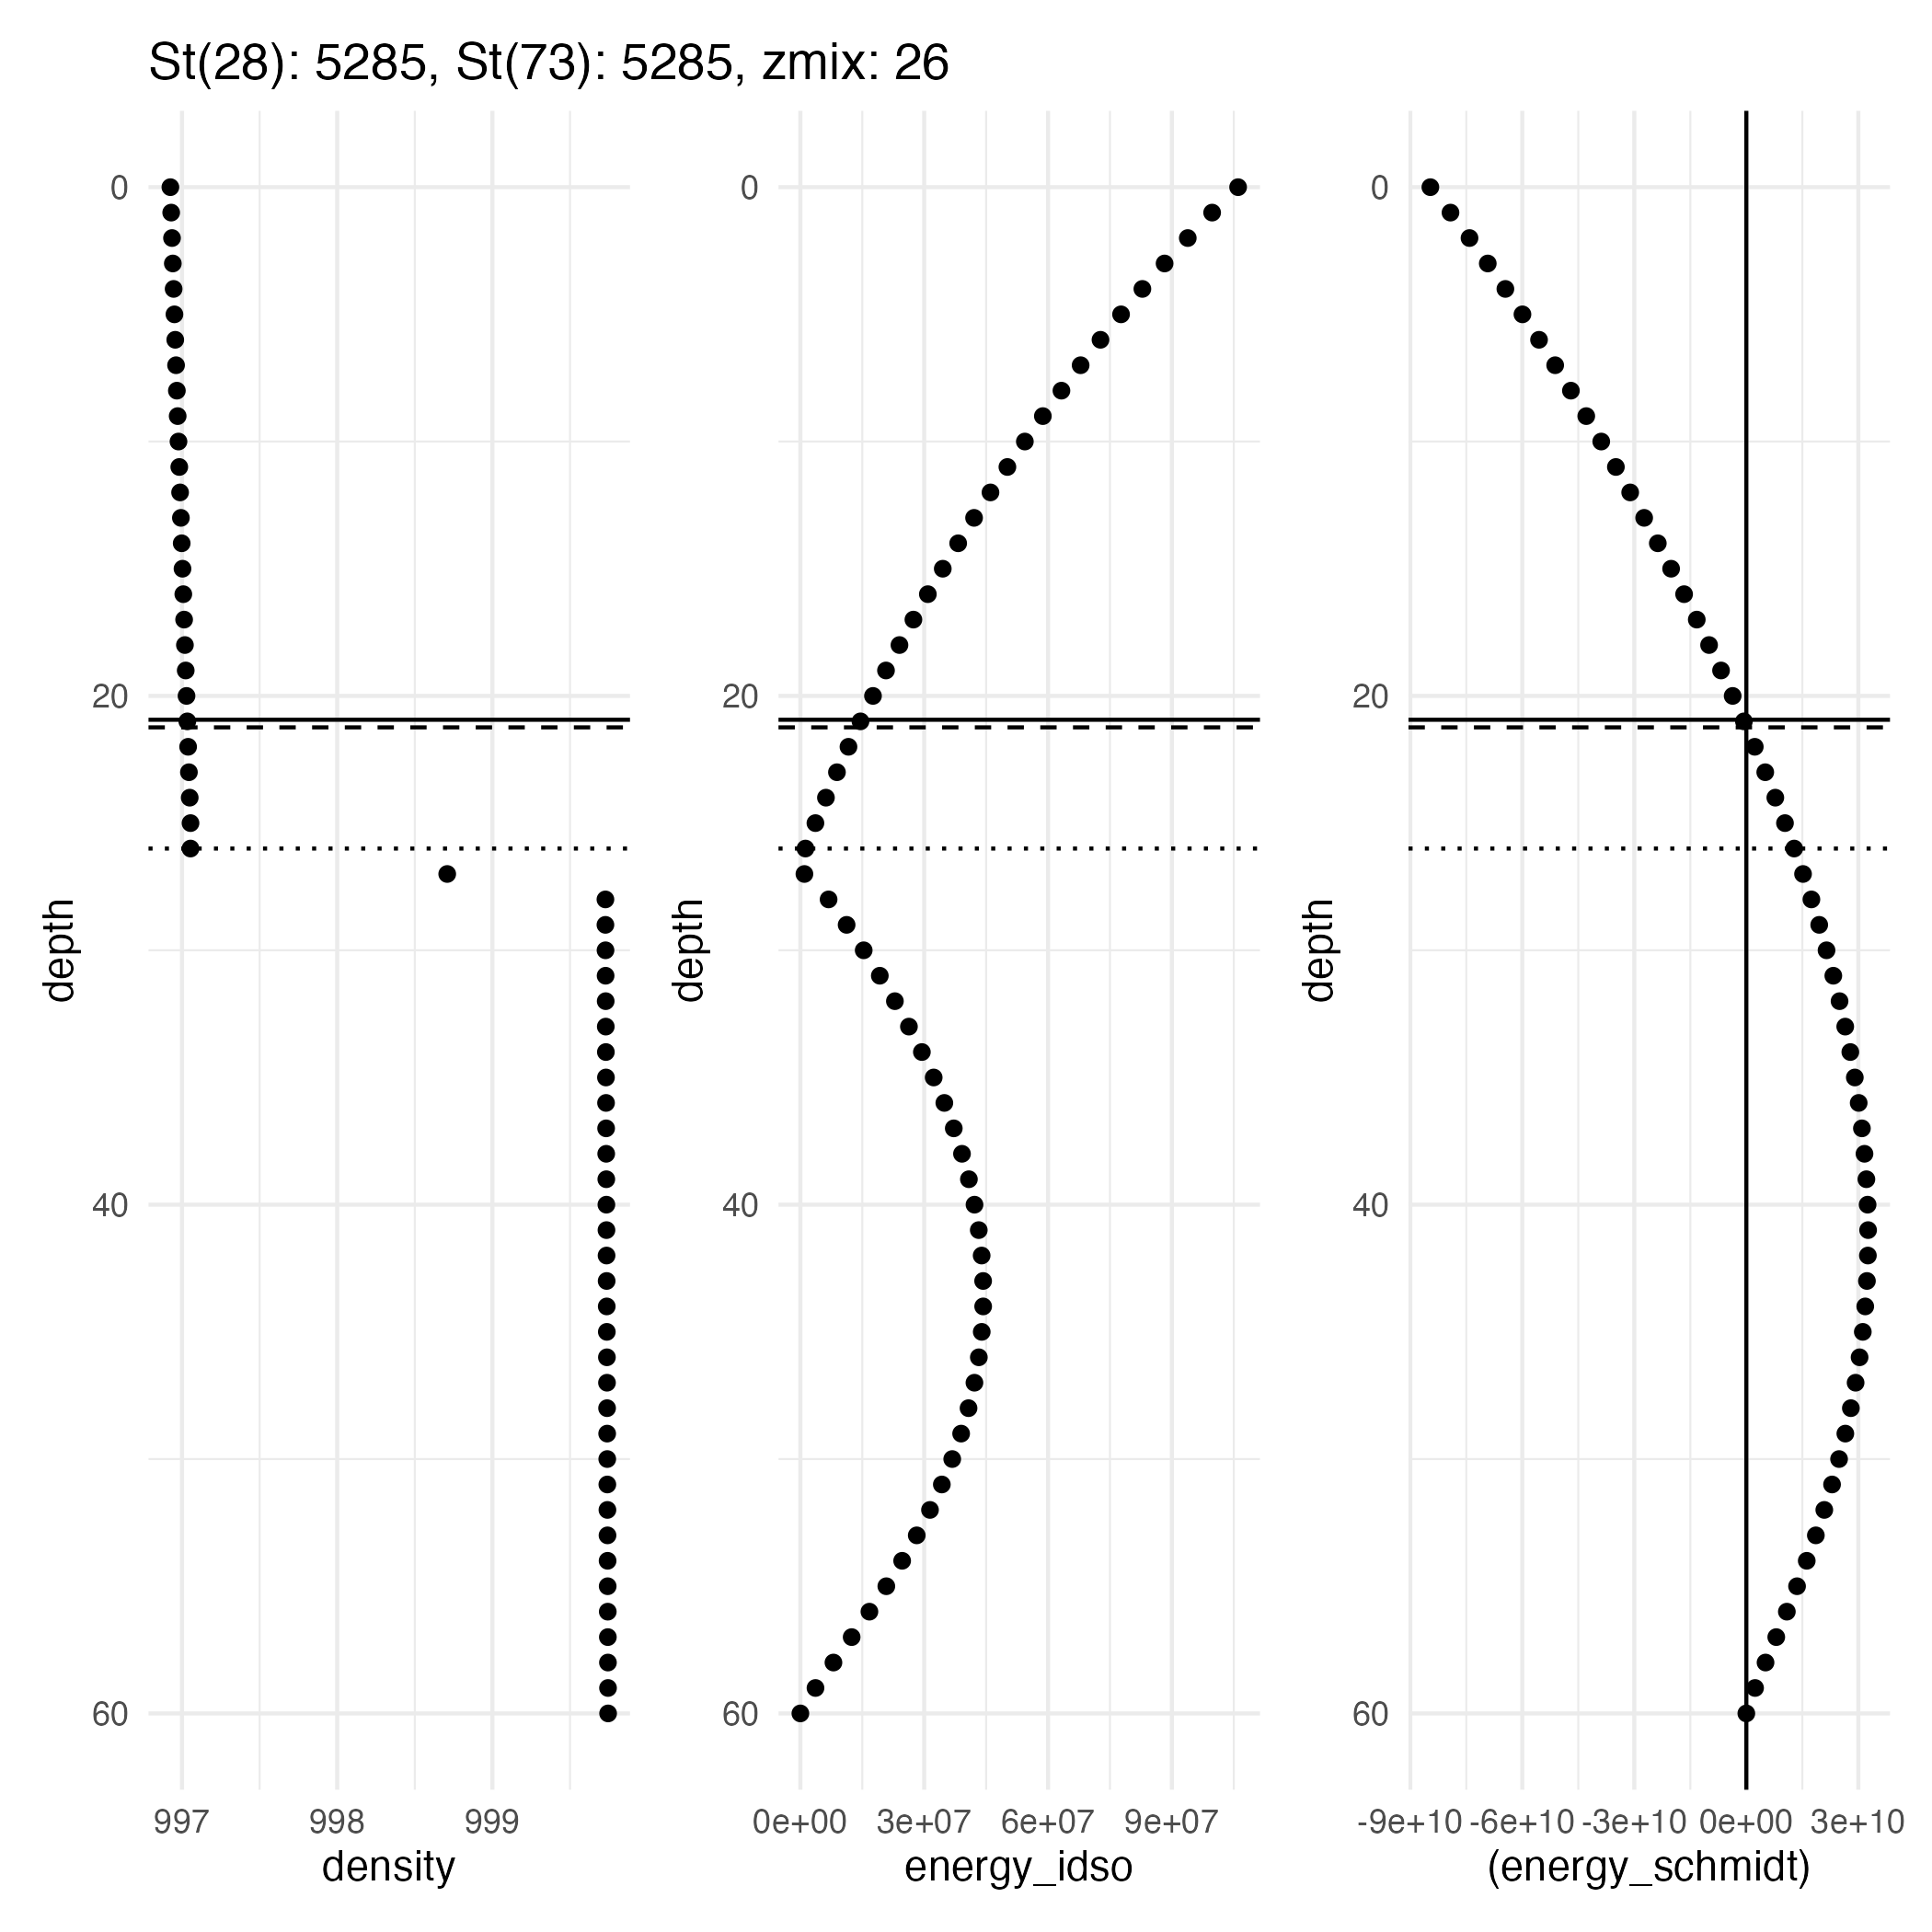 St(28): 5285, St(73): 5285, zmix: 26
0
20
40
60
depth
997 998 999
density
0
20
40
60
depth
0e+00 3e+07 6e+07 9e+07
energy_idso
0
20
40
60
depth
-9e+10 -6e+10 -3e+10 0e+00 3e+10
(energy_schmidt)